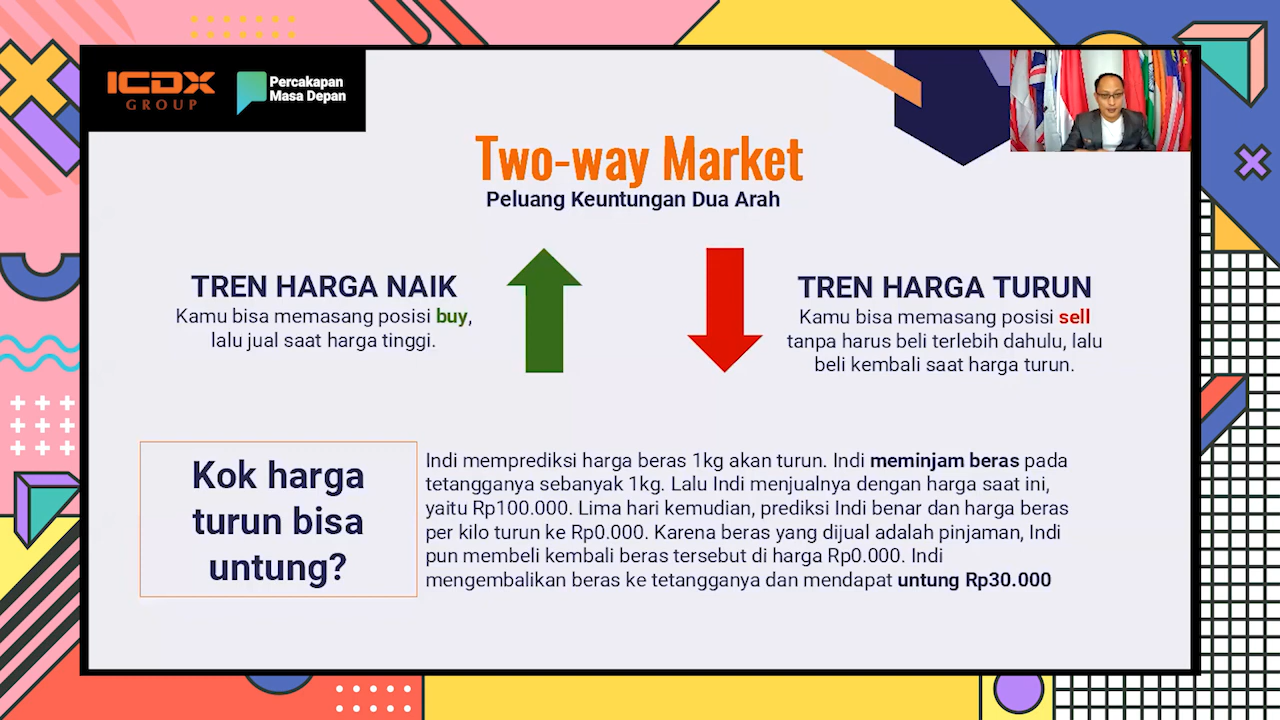 ICDX
GROUP
Percakapan
Masa Depan
Two-way Market
Peluang Keuntungan Dua Arah
TREN HARGA NAIK
Kamu bisa memasang posisi buy,
lalu jual saat harga tinggi.
TREN HARGA TURUN
Kamu bisa memasang posisi sell
tanpa harus beli terlebih dahulu, lalu
beli kembali saat harga turun.
Kok harga
turun bisa
untung?
Indi memprediksi harga beras 1kg akan turun. Indi meminjam beras pada
tetangganya sebanyak 1kg. Lalu Indi menjualnya dengan harga saat ini,
yaitu Rp100.000. Lima hari kemudian, prediksi Indi benar dan harga beras
per kilo turun ke Rp0.000. Karena beras yang dijual adalah pinjaman, Indi
pun membeli kembali beras tersebut di harga Rp0.000. Indi
mengembalikan beras ke tetangganya dan mendapat untung Rp30.000